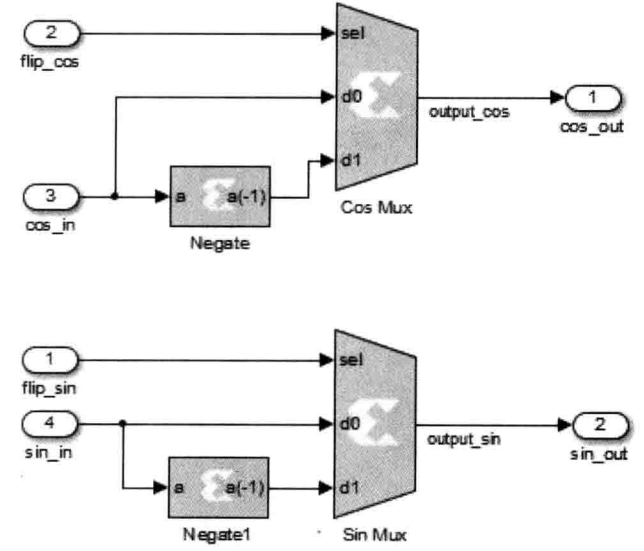 2
flip_cos
sel
d0
d1
3
cos_in
a
a(-1)
Negate
Cos Mux
output_cos
1
cos_out
1
flip_sin
sel
4
sin_in
d0
a
a(-1)
d1
Negate1
Sin Mux
output_sin
2
sin_out